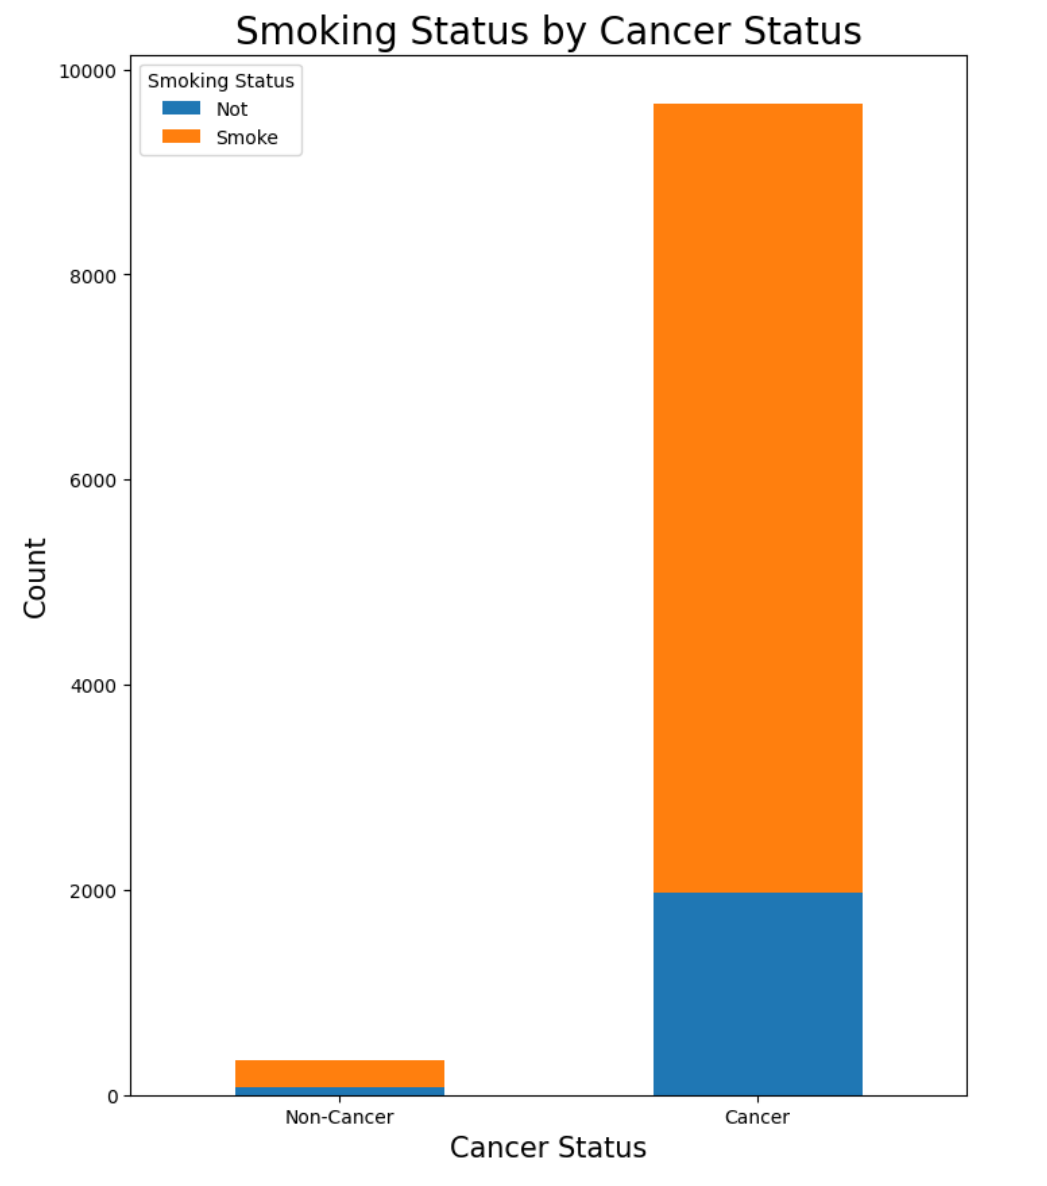 Smoking Status by Cancer Status
Smoking Status
Not
Smoke
10000
8000
6000
4000
2000
0
Count
Non-Cancer
Cancer
Cancer Status